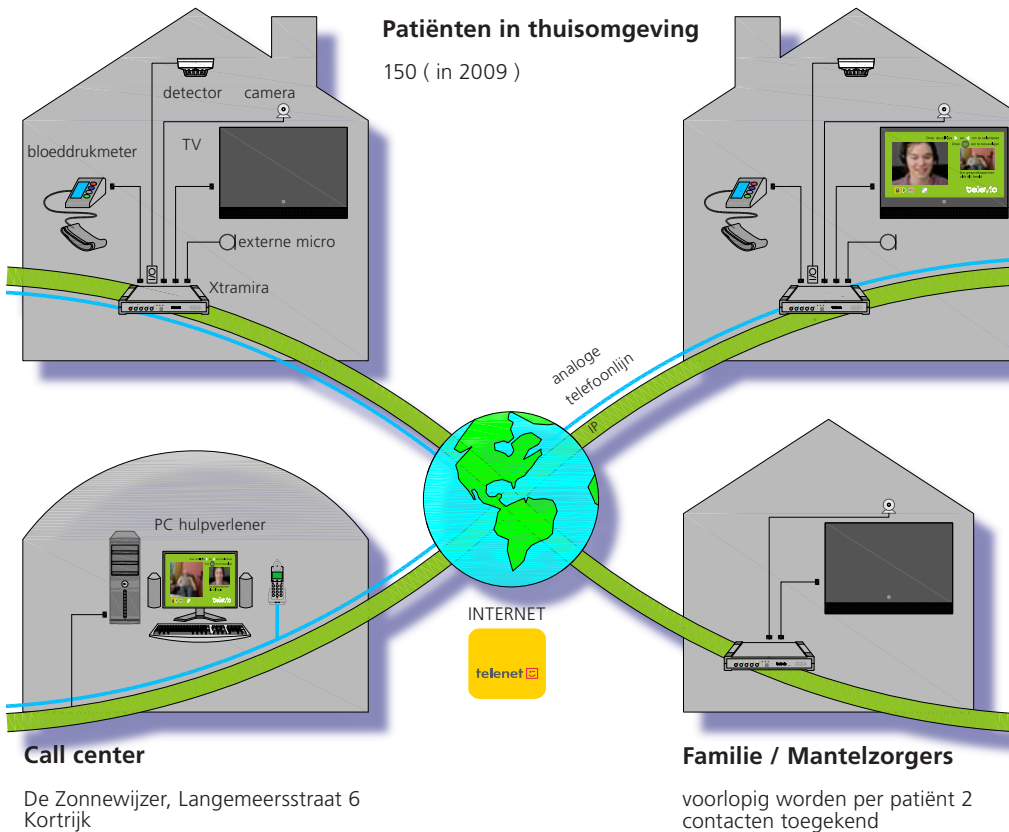 Patiënten in thuisomgeving
150 ( in 2009 )
detector
camera
bloeddrukmeter
TV
externe micro
Xtramira
analoge
telefoonlijn
IP
PC hulpverlener
INTERNET
telenet
Call center
De Zonnewijzer, Langemeersstraat 6
Kortrijk
Familie / Mantelzorgers
voorlopig worden per patiënt 2
contacten toegekend